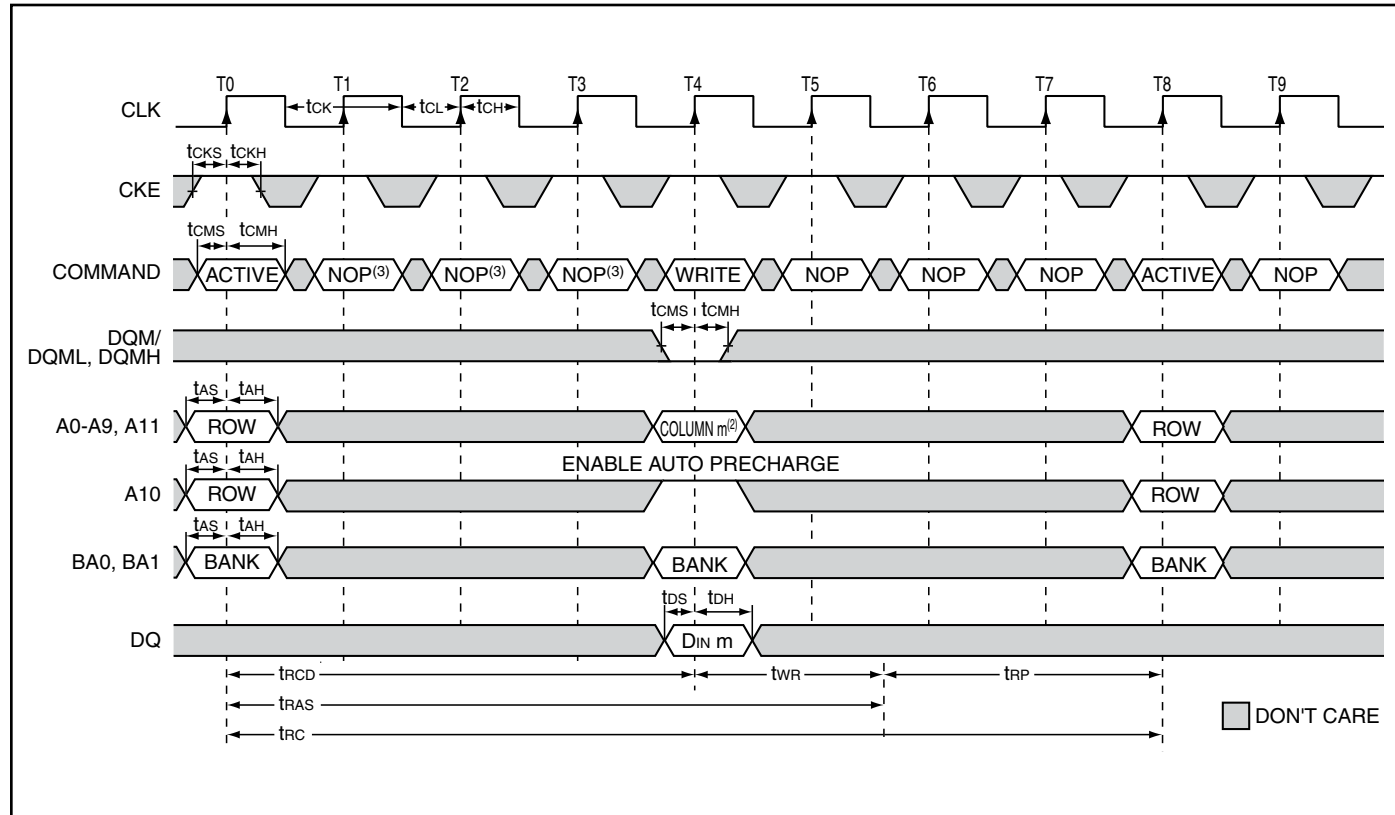 T0 T1 T2 T3 T4 T5 T6 T7 T8 T9
CLK
tCK tCL tCH
tCKS tCKH
CKE
tCMS tCMH
COMMAND ACTIVE NOP(3) NOP(3) NOP(3) WRITE NOP NOP NOP ACTIVE NOP
tCMS tCMH
DQM/
DQML, DQMH
tAS tAH
A0-A9, A11 ROW COLUMN m(2) ROW
tAS tAH ENABLE AUTO PRECHARGE
A10 ROW ROW
tAS tAH
BA0, BA1 BANK BANK BANK
tDS tDH
DQ DIN m
tRCD tWR tRP
tRAS
tRC
DON'T CARE